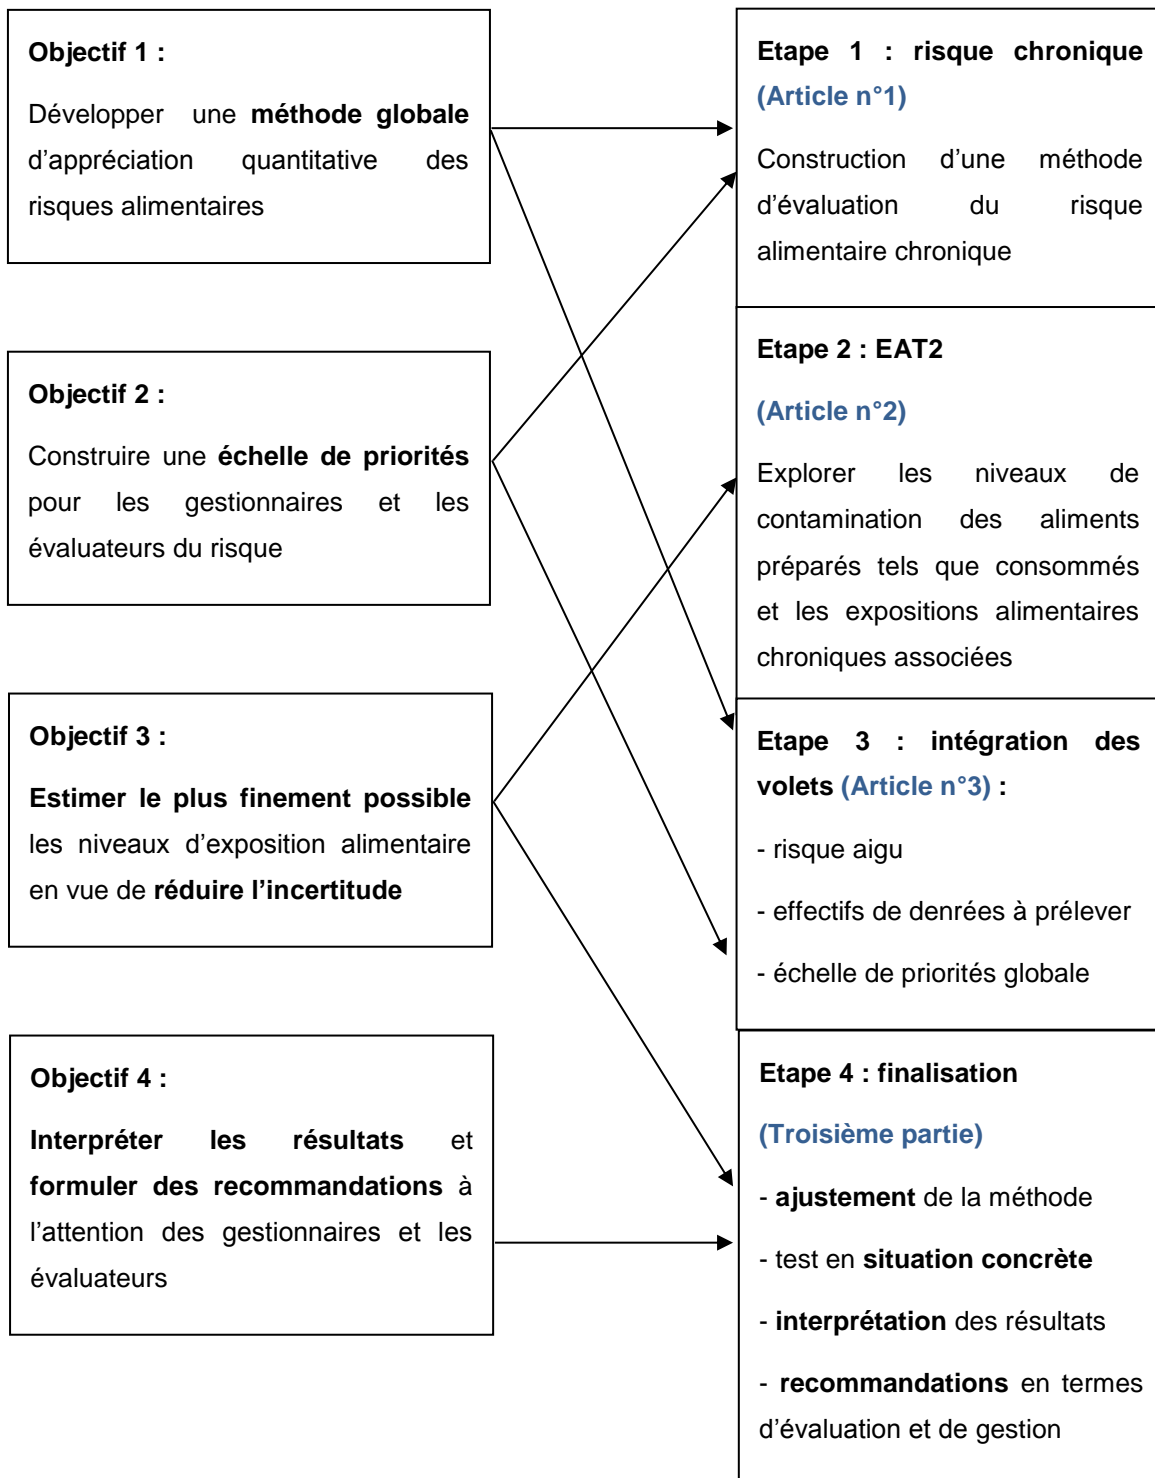 Objectif 1 :
Développer une méthode globale
d’appréciation quantitative des
risques alimentaires
Objectif 2 :
Construire une échelle de priorités
pour les gestionnaires et les
évaluateurs du risque
Objectif 3 :
Estimer le plus finement possible
les niveaux d’exposition alimentaire
en vue de réduire l’incertitude
Objectif 4 :
Interpréter les résultats et
formuler des recommandations à
l’attention des gestionnaires et les
évaluateurs
Etape 1 : risque chronique
(Article n°1)
Construction d’une méthode
d’évaluation du risque
alimentaire chronique
Etape 2 : EAT2
(Article n°2)
Explorer les niveaux de
contamination des aliments
préparés tels que consommés
et les expositions alimentaires
chroniques associées
Etape 3 : intégration des
volets (Article n°3) :
- risque aigu
- effectifs de denrées à prélever
- échelle de priorités globale
Etape 4 : finalisation
(Troisième partie)
- ajustement de la méthode
- test en situation concrète
- interprétation des résultats
- recommandations en termes
d’évaluation et de gestion